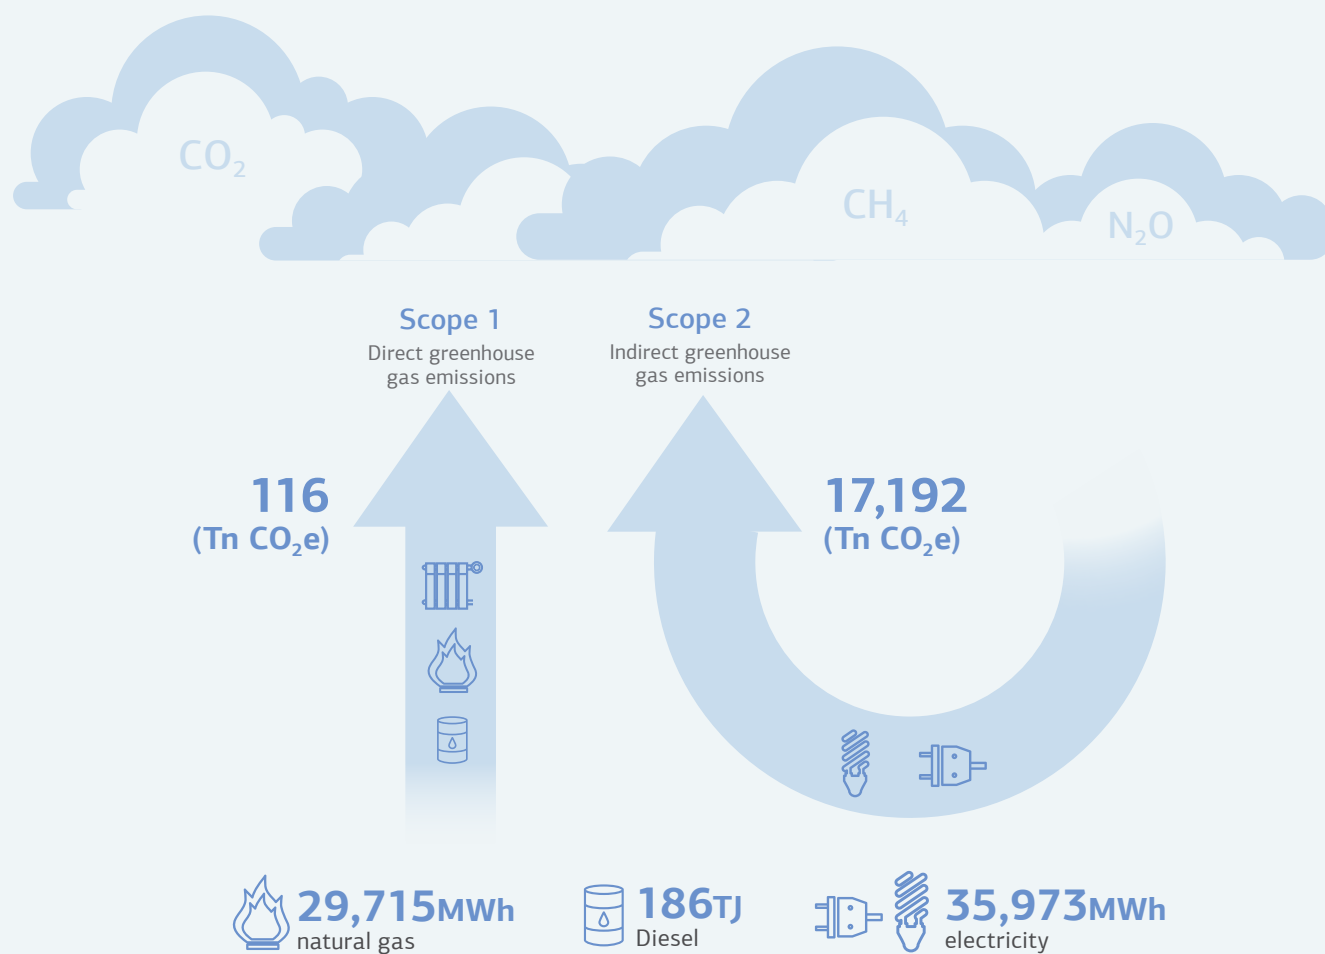 CO₂
CH₄
N₂O
Scope 1
Direct greenhouse
gas emissions
Scope 2
Indirect greenhouse
gas emissions
116
(Tn CO₂e)
17,192
(Tn CO₂e)
29,715MWh
natural gas
186TJ
Diesel
35,973MWh
electricity